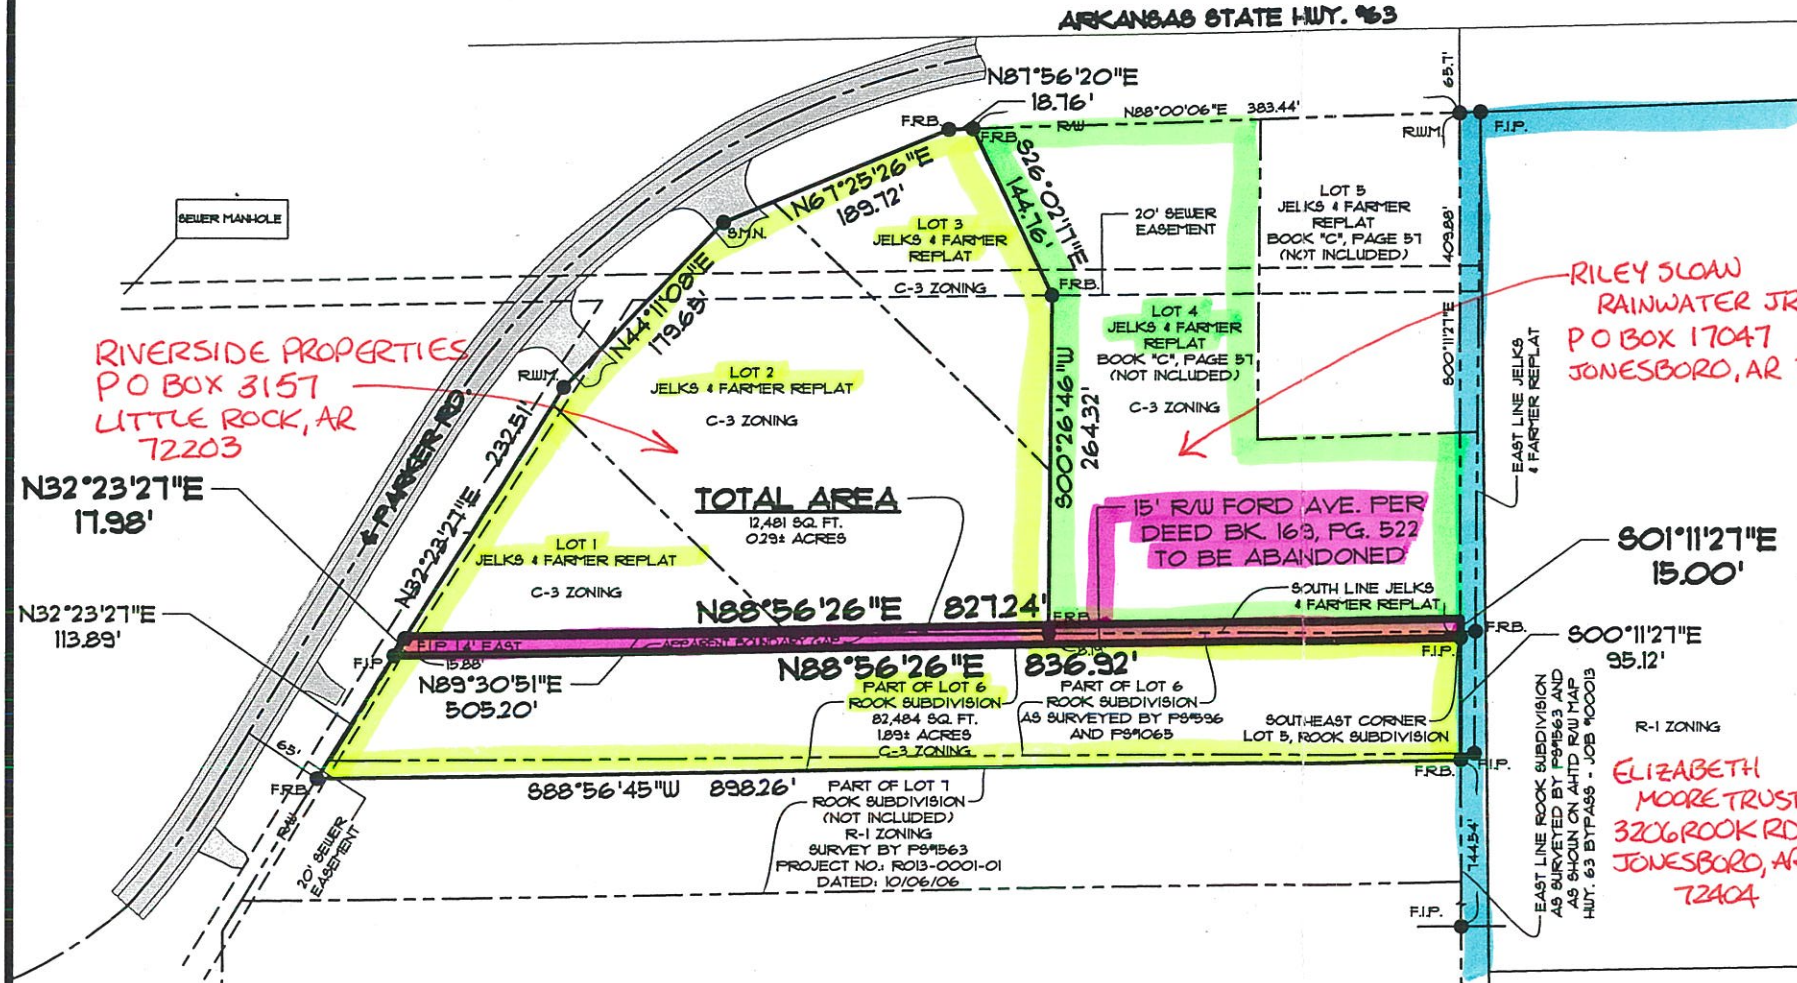 ARKANSAS STATE HWY. #63
N87°56'20"E
18.76'
N88°00'06"E 383.44'
65.7'
F.R.B.
F.R.B.
R/W
R.W.M.
F.I.P.
SEWER MANHOLE
N67°25'26"E
189.72'
S26°02'17"E
144.76'
S.M.N.
LOT 3
JELKS & FARMER
REPLAT
20' SEWER
EASEMENT
LOT 5
JELKS & FARMER
REPLAT
BOOK "C", PAGE 57
(NOT INCLUDED)
409.88'
S00°11'27"E
C-3 ZONING
F.R.B.
N44°11'08"E
179.65'
RILEY SLOAN
RAINWATER JR
P O BOX 17047
JONESBORO, AR
LOT 4
JELKS & FARMER
REPLAT
BOOK "C", PAGE 57
(NOT INCLUDED)
C-3 ZONING
RIVERSIDE PROPERTIES
P O BOX 3157
LITTLE ROCK, AR
72203
R.W.M.
LOT 2
JELKS & FARMER REPLAT
C-3 ZONING
EAST LINE JELKS
& FARMER REPLAT
℄ PARKER RD.
N32°23'27"E 232.51'
S00°26'46"W
264.32'
N32°23'27"E
17.98'
TOTAL AREA
12,481 SQ. FT.
0.29± ACRES
15' R/W FORD AVE. PER
DEED BK. 169, PG. 522
TO BE ABANDONED
LOT 1
JELKS & FARMER REPLAT
C-3 ZONING
S01°11'27"E
15.00'
SOUTH LINE JELKS
& FARMER REPLAT
N32°23'27"E
113.89'
N88°56'26"E 827.24'
F.R.B.
F.R.B.
F.I.P. 1.4' EAST
APPARENT BOUNDARY GAP
F.I.P.
15.88'
N88°56'26"E 836.92'
F.I.P.
S00°11'27"E
95.12'
N89°30'51"E
505.20'
PART OF LOT 6
ROOK SUBDIVISION
82,484 SQ. FT.
1.89± ACRES
C-3 ZONING
PART OF LOT 6
ROOK SUBDIVISION
AS SURVEYED BY PS#596
AND PS#1065
SOUTHEAST CORNER
LOT 5, ROOK SUBDIVISION
R-1 ZONING
65'
F.R.B.
F.R.B.
F.I.P.
S88°56'45"W 898.26'
PART OF LOT 7
ROOK SUBDIVISION
(NOT INCLUDED)
R-1 ZONING
SURVEY BY PS#1563
PROJECT NO.: R013-0001-01
DATED: 10/06/06
R/W
20' SEWER
EASEMENT
744.54'
EAST LINE ROOK SUBDIVISION
AS SURVEYED BY PS#1563 AND
AS SHOWN ON AHTD R/W MAP
HWY. 63 BYPASS - JOB #100013
ELIZABETH
MOORE TRUST
3206 ROOK RD
JONESBORO, AR
72404
F.I.P.